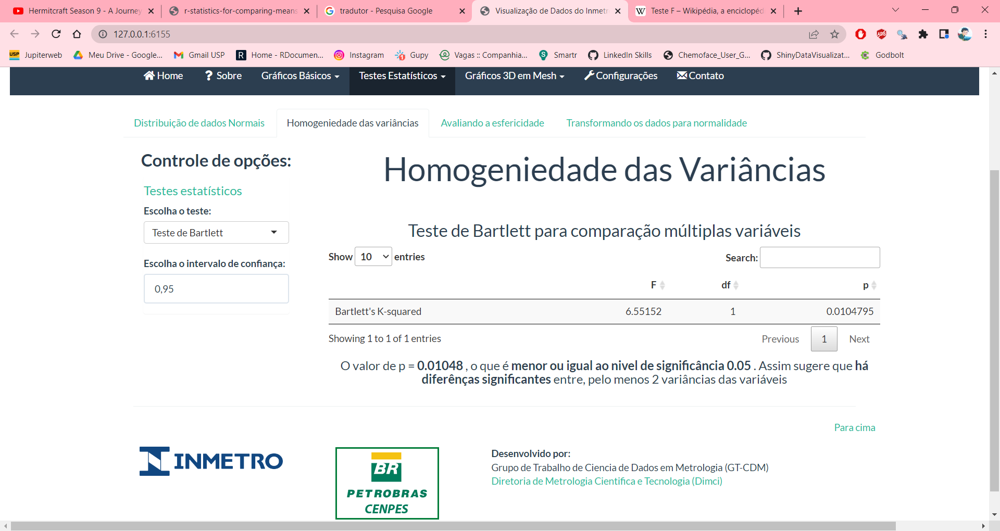 Hermitcraft Season 9 - A Journey
r-statistics-for-comparing-means
tradutor - Pesquisa Google
Visualização de Dados do Inmetr
Teste F – Wikipédia, a enciclopéd
127.0.0.1:6155
Jupiterweb
Meu Drive - Google...
Gmail USP
Home - RDocumen...
Instagram
Gupy
Vagas :: Companhia...
Smartr
LinkedIn Skills
Chemoface_User_G...
ShinyDataVisualizat...
Godbolt
Home
Sobre
Gráficos Básicos
Testes Estatísticos
Gráficos 3D em Mesh
Configurações
Contato
Distribuição de dados Normais
Homogeniedade das variâncias
Avaliando a esfericidade
Transformando os dados para normalidade
Controle de opções:
Testes estatísticos
Escolha o teste:
Teste de Bartlett
Escolha o intervalo de confiança:
0,95
Homogeniedade das Variâncias
Teste de Bartlett para comparação múltiplas variáveis
Show 10 entries
Search:
F df p
Bartlett's K-squared 6.55152 1 0.0104795
Showing 1 to 1 of 1 entries
Previous 1 Next
O valor de p = 0.01048 , o que é menor ou igual ao nivel de significância 0.05 . Assim sugere que há
diferênças significantes entre, pelo menos 2 variâncias das variáveis
Para cima
INMETRO
BR
PETROBRAS
CENPES
Desenvolvido por:
Grupo de Trabalho de Ciencia de Dados em Metrologia (GT-CDM)
Diretoria de Metrologia Cientifica e Tecnologia (Dimci)